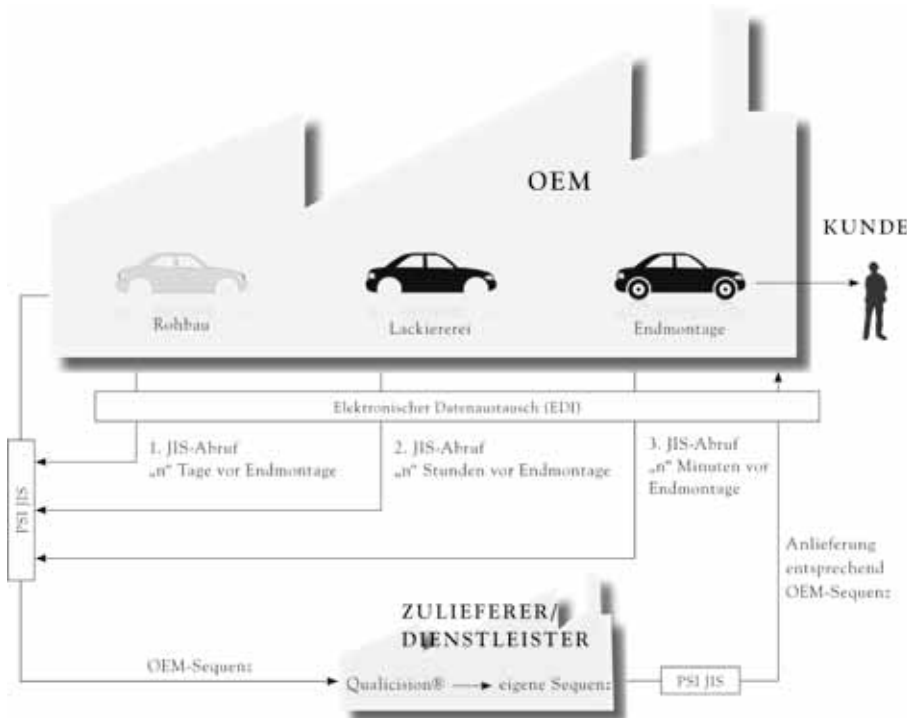 OEM
KUNDE
Rohbau
Lackiererei
Endmontage
Elektronischer Datenaustausch (EDI)
1. JIS-Abruf
„n“ Tage vor Endmontage
2. JIS-Abruf
„n“ Stunden vor Endmontage
3. JIS-Abruf
„n“ Minuten vor
Endmontage
PSI JIS
Anlieferung
entsprechend
OEM-Sequenz
ZULIEFERER/
DIENSTLEISTER
OEM-Sequenz
Qualicision® eigene Sequenz
PSI JIS